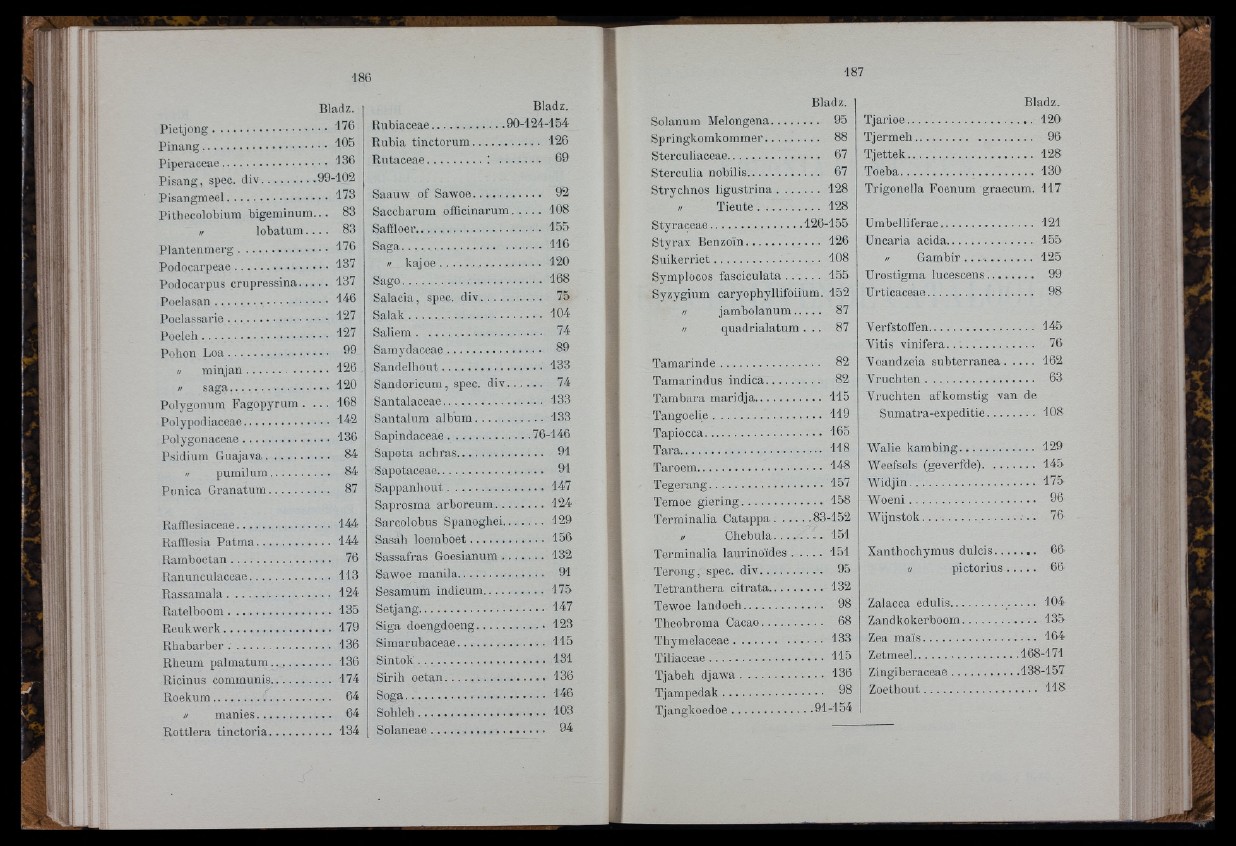 186
Bladz.
Pietjong.................. 176
Pinang.................... 105
Piperaceae................. 136
Pisang, spec. div.........99-102
Pisangmeel................ 173
Pithecolobium bigeminum... 83
" lobatum.... 83
Plantenmerg.............. 176
Podocarpeae............... 137
Podocarpus crupressina..... 137
Poelasan................... 146
Poelassarie................ 127
Poeleh..................... 127
Pohon Loa................ 99
" minjan.............. 126
" saga................ 120
Polygonum Fagopyrum.... 168
Polypodiaceae.............. 142
Polygonaceae.............. 136
Psidium Guajava.......... 84
" pumilum.......... 84
Punica Granatum.......... 87
Rafflesiaceae............... 144
Rafflesia Patma............ 144
Ramboetan................ 76
Ranunculaceae............. 113
Rassamala................. 124
Ratelboom................. 135
Reukwerk................. 179
Rhabarber................. 136
Rheum palmatum.......... 136
Ricinus communis.......... 174
Roekum................... 64
" manies............ 64
Rottlera tinctoria.......... 134
Bladz.
Rubiaceae............90-124-154
Rubia tinctorum........... 126
Rutaceae.........: ....... 69
Saauw of Sawoe........... 92
Saccharum officinarum..... 108
Saffloer.................... 155
Saga....................... 116
" kajoe................. 120
Sago....................... 168
Salacia, spec. div.......... 75
Salak...................... 104
Saliem.................... 74
Samydaceae............... 89
Sandelhout................ 133
Sandoricum, spec. div...... 74
Santalaceae................ 133
Santalum album........... 133
Sapindaceae..............76-146
Sapota achras.............. 91
Sapotaceae................. 91
Sappanhout................ 147
Saprosma arboreum........ 124
Sarcolobus Spanoghei....... 129
Sasah loemboet............ 156
Sassafras Goesianum....... 132
Sawoe manila.............. 91
Sesamum indicum.......... 175
Setjang.................... 147
Siga doengdoeng........... 123
Simarubaceae.............. 115
Sintok..................... 131
Sirih oetan................ 136
Soga....................... 146
Sohleh..................... 103
Solaneae................... 94
187
Bladz.
Solanum Melongena........ 95
Springkomkommer......... 88
Sterculiaceae............... 67
Sterculia nobilis............ 67
Strychnos ligustrina........ 128
" Tieute.......... 128
Styraceae...............126-155
Styrax Benzoïn............ 126
Suikerriet................. 108
Symplocos fasciculata...... 155
Syzygium caryophyllifolium. 152
" jambolanum..... 87
" quadrialatum... 87
Tamarinde................ 82
Tamarindus indica......... 82
Tambara maridja........... 115
Tangoelie.................. 119
Tapiocca................... 165
Tara....................... 118
Taroem.................... 148
Tegerang................... 157
Temoe giering............. 158
Terminalia Catappa......83-152
" Chebula........ 151
Terminalia laurinoïdes..... 151
Terong, spec. div.......... 95
Tetranthera citrata......... 132
Tewoe landoeh............. 98
Theobroma Cacao.......... 68
Thymelaceae.............. 133
Tiliaceae................... 115
Tjabeh djawa.............. 136
Tjampedak................ 98
Tjangkoedoe.............91-154
Bladz.
Tjarioe.................... 120
Tjermeh................... 96
Tjettek.................... 128
Toeba..................... 130
Trigonella Foenum graecum. 117
Umbelliferae............... 121
Uncaria acida.............. 155
" Gambir........... 125
Urostigma lucescens........ 99
Urticaceae................. 98
Verfstoffen................. 145
Vitis vinifera.............. 76
Voandzeia subterranea..... 162
Vruchten.................. 63
Vruchten afkomstig van de
Sumatra-expeditie........ 108
Walie kambing............ 129
Weefsels (geverfde)........ 145
Widjin.................... 175
Woeni..................... 96
Wijnstok.................. 76
Xanthochymus dulcis....... 66
" pictorius..... 66
Zalacca edulis.............. 104
Zandkokerboom............ 135
Zea maïs.................. 164
Zetmeel.................168-171
Zingiberaceae...........138-157
Zoethout................... 118